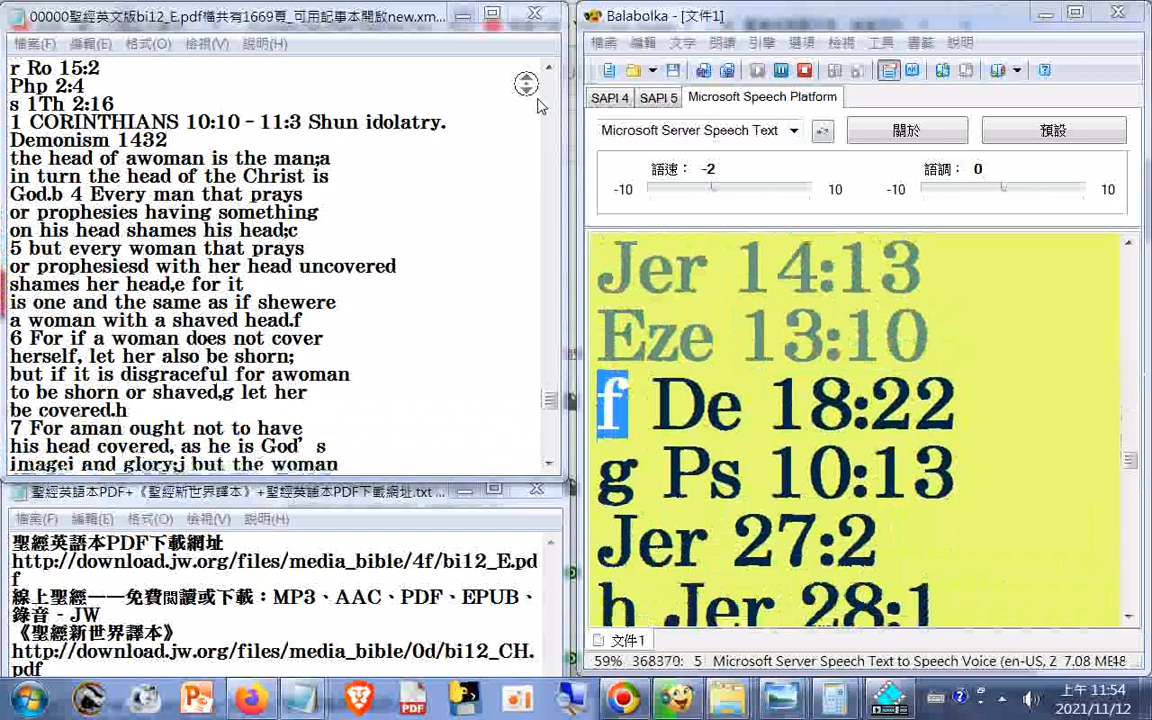 00000聖經英文版bi12_E.pdf檔共有1669頁_可用記事本開啟new.xm...
檔案(F) 編輯(E) 格式(O) 檢視(V) 說明(H)
r Ro 15:2
Php 2:4
s 1Th 2:16
1 CORINTHIANS 10:10–11:3 Shun idolatry.
Demonism 1432
the head of awoman is the man;a
in turn the head of the Christ is
God.b 4 Every man that prays
or prophesies having something
on his head shames his head;c
5 but every woman that prays
or prophesiesd with her head uncovered
shames her head,e for it
is one and the same as if shewere
a woman with a shaved head.f
6 For if a woman does not cover
herself, let her also be shorn;
but if it is disgraceful for awoman
to be shorn or shaved,g let her
be covered.h
7 For aman ought not to have
his head covered, as he is God’s
imagei and glory;j but the woman
聖經英語本PDF+《聖經新世界譯本》+聖經英語本PDF下載網址.txt ...
檔案(F) 編輯(E) 格式(O) 檢視(V) 說明(H)
聖經英語本PDF下載網址
http://download.jw.org/files/media_bible/4f/bi12_E.pd
f
線上聖經——免費閱讀或下載：MP3、AAC、PDF、EPUB、
錄音 - JW
《聖經新世界譯本》
http://download.jw.org/files/media_bible/0d/bi12_CH.
pdf
Balabolka - [文件1]
檔案 編輯 文字 朗讀 引擎 選項 檢視 工具 書籤 說明
SAPI 4 SAPI 5 Microsoft Speech Platform
Microsoft Server Speech Text 關於 預設
語速： -2 語調： 0
-10 10 -10 10
Jer 14:13
Eze 13:10
f De 18:22
g Ps 10:13
Jer 27:2
h Jer 28:1
文件1
59% 368370: 5 Microsoft Server Speech Text to Speech Voice (en-US, Z 7.08 ME48
上午 11:54
2021/11/12